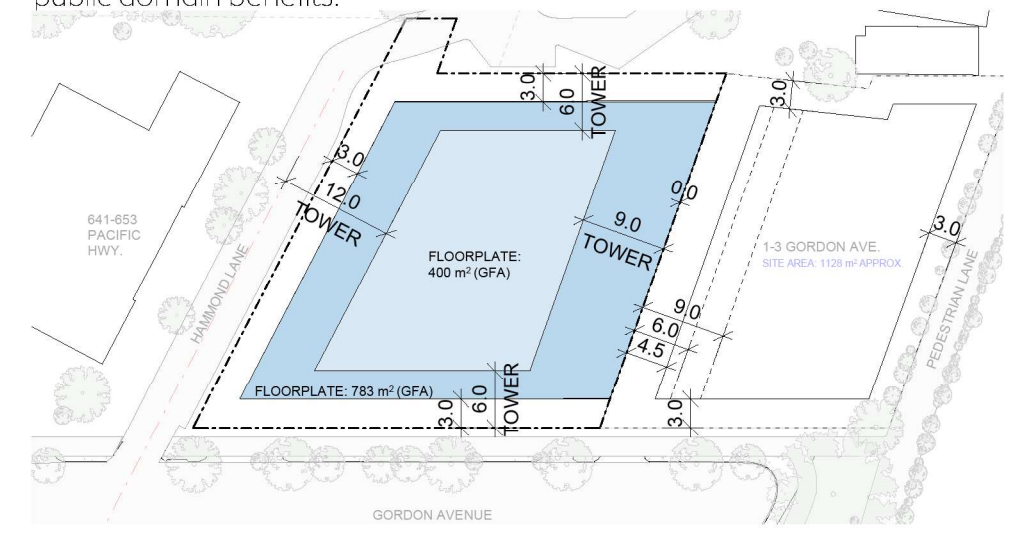 public domain benefits.
3.0
6.0
TOWER
3.0
3.0
12.0
TOWER
0.0
9.0
TOWER
641-653
PACIFIC
HWY.
HAMMOND LANE
FLOORPLATE:
400 m² (GFA)
1-3 GORDON AVE.
SITE AREA: 1128 m² APPROX.
3.0
PEDESTRIAN LANE
9.0
6.0
4.5
FLOORPLATE: 783 m² (GFA)
3.0
6.0
TOWER
3.0
GORDON AVENUE